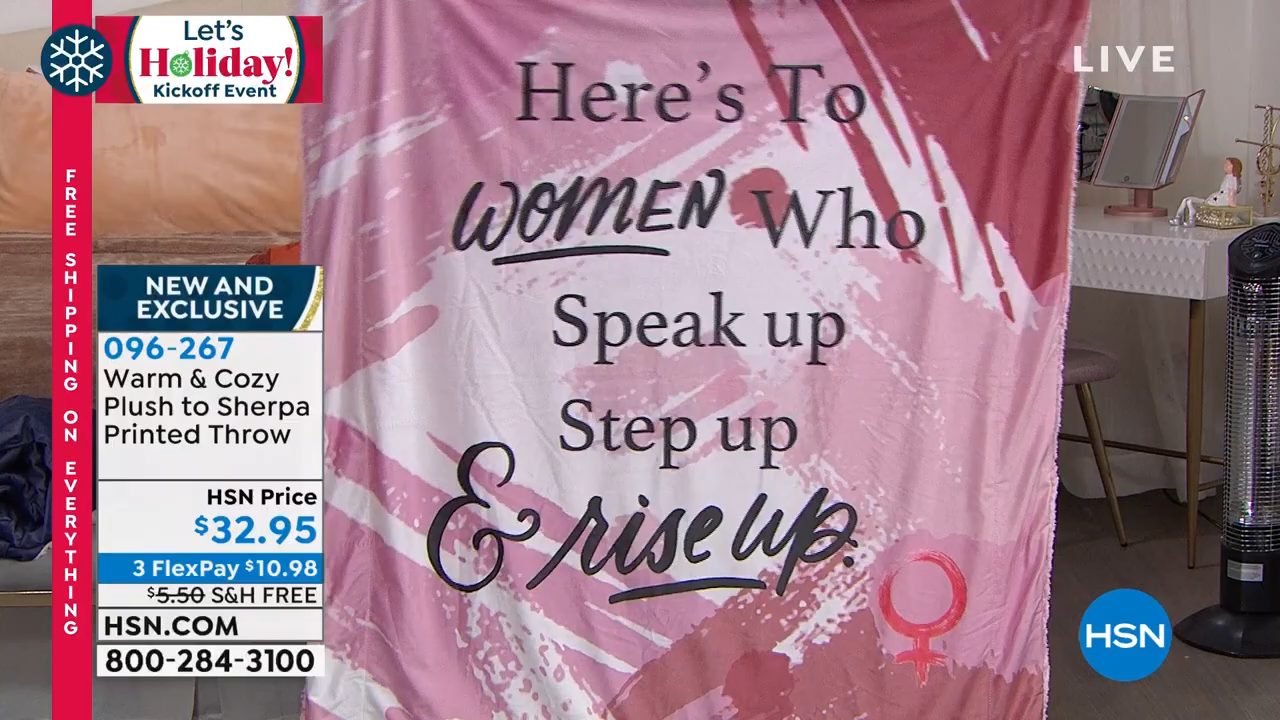 Let's
Holiday!
Kickoff Event
LIVE
Here's To
WOMEN Who
Speak up
Step up
& rise up.
FREE SHIPPING ON EVERYTHING
NEW AND
EXCLUSIVE
096-267
Warm & Cozy
Plush to Sherpa
Printed Throw
HSN Price
$32.95
3 FlexPay $10.98
$5.50 S&H FREE
HSN.COM
800-284-3100
HSN